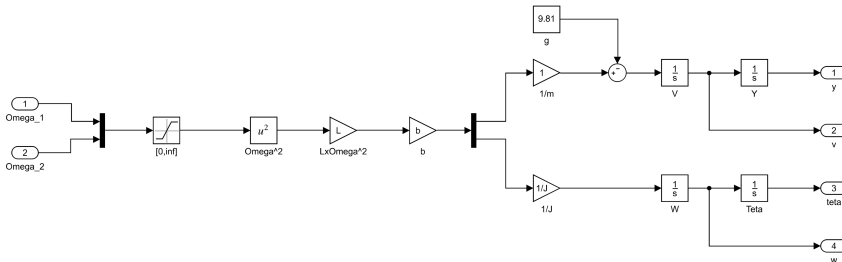 9.81
g
1
1/m
+
−
1
s
V
1
s
Y
1
y
2
v
1
Omega_1
2
Omega_2
[0,inf]
u²
Omega^2
L
LxOmega^2
b
b
1/J
1/J
1
s
W
1
s
Teta
3
teta
4
w